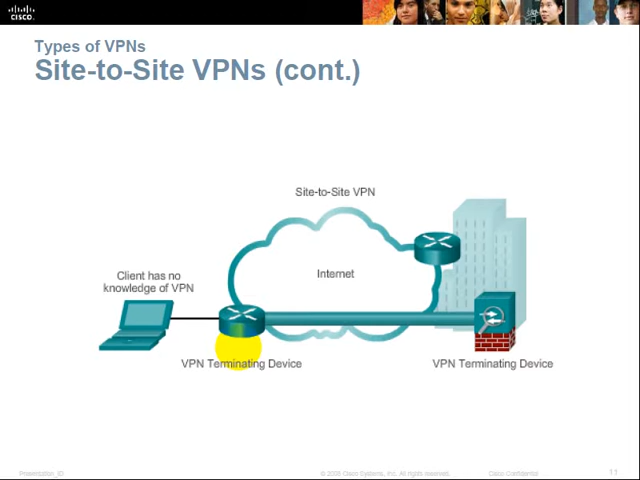 CISCO
Types of VPNs
Site-to-Site VPNs (cont.)
Site-to-Site VPN
Client has no
knowledge of VPN
Internet
VPN Terminating Device
VPN Terminating Device
Presentation_ID
© 2008 Cisco Systems, Inc. All rights reserved.
Cisco Confidential
11